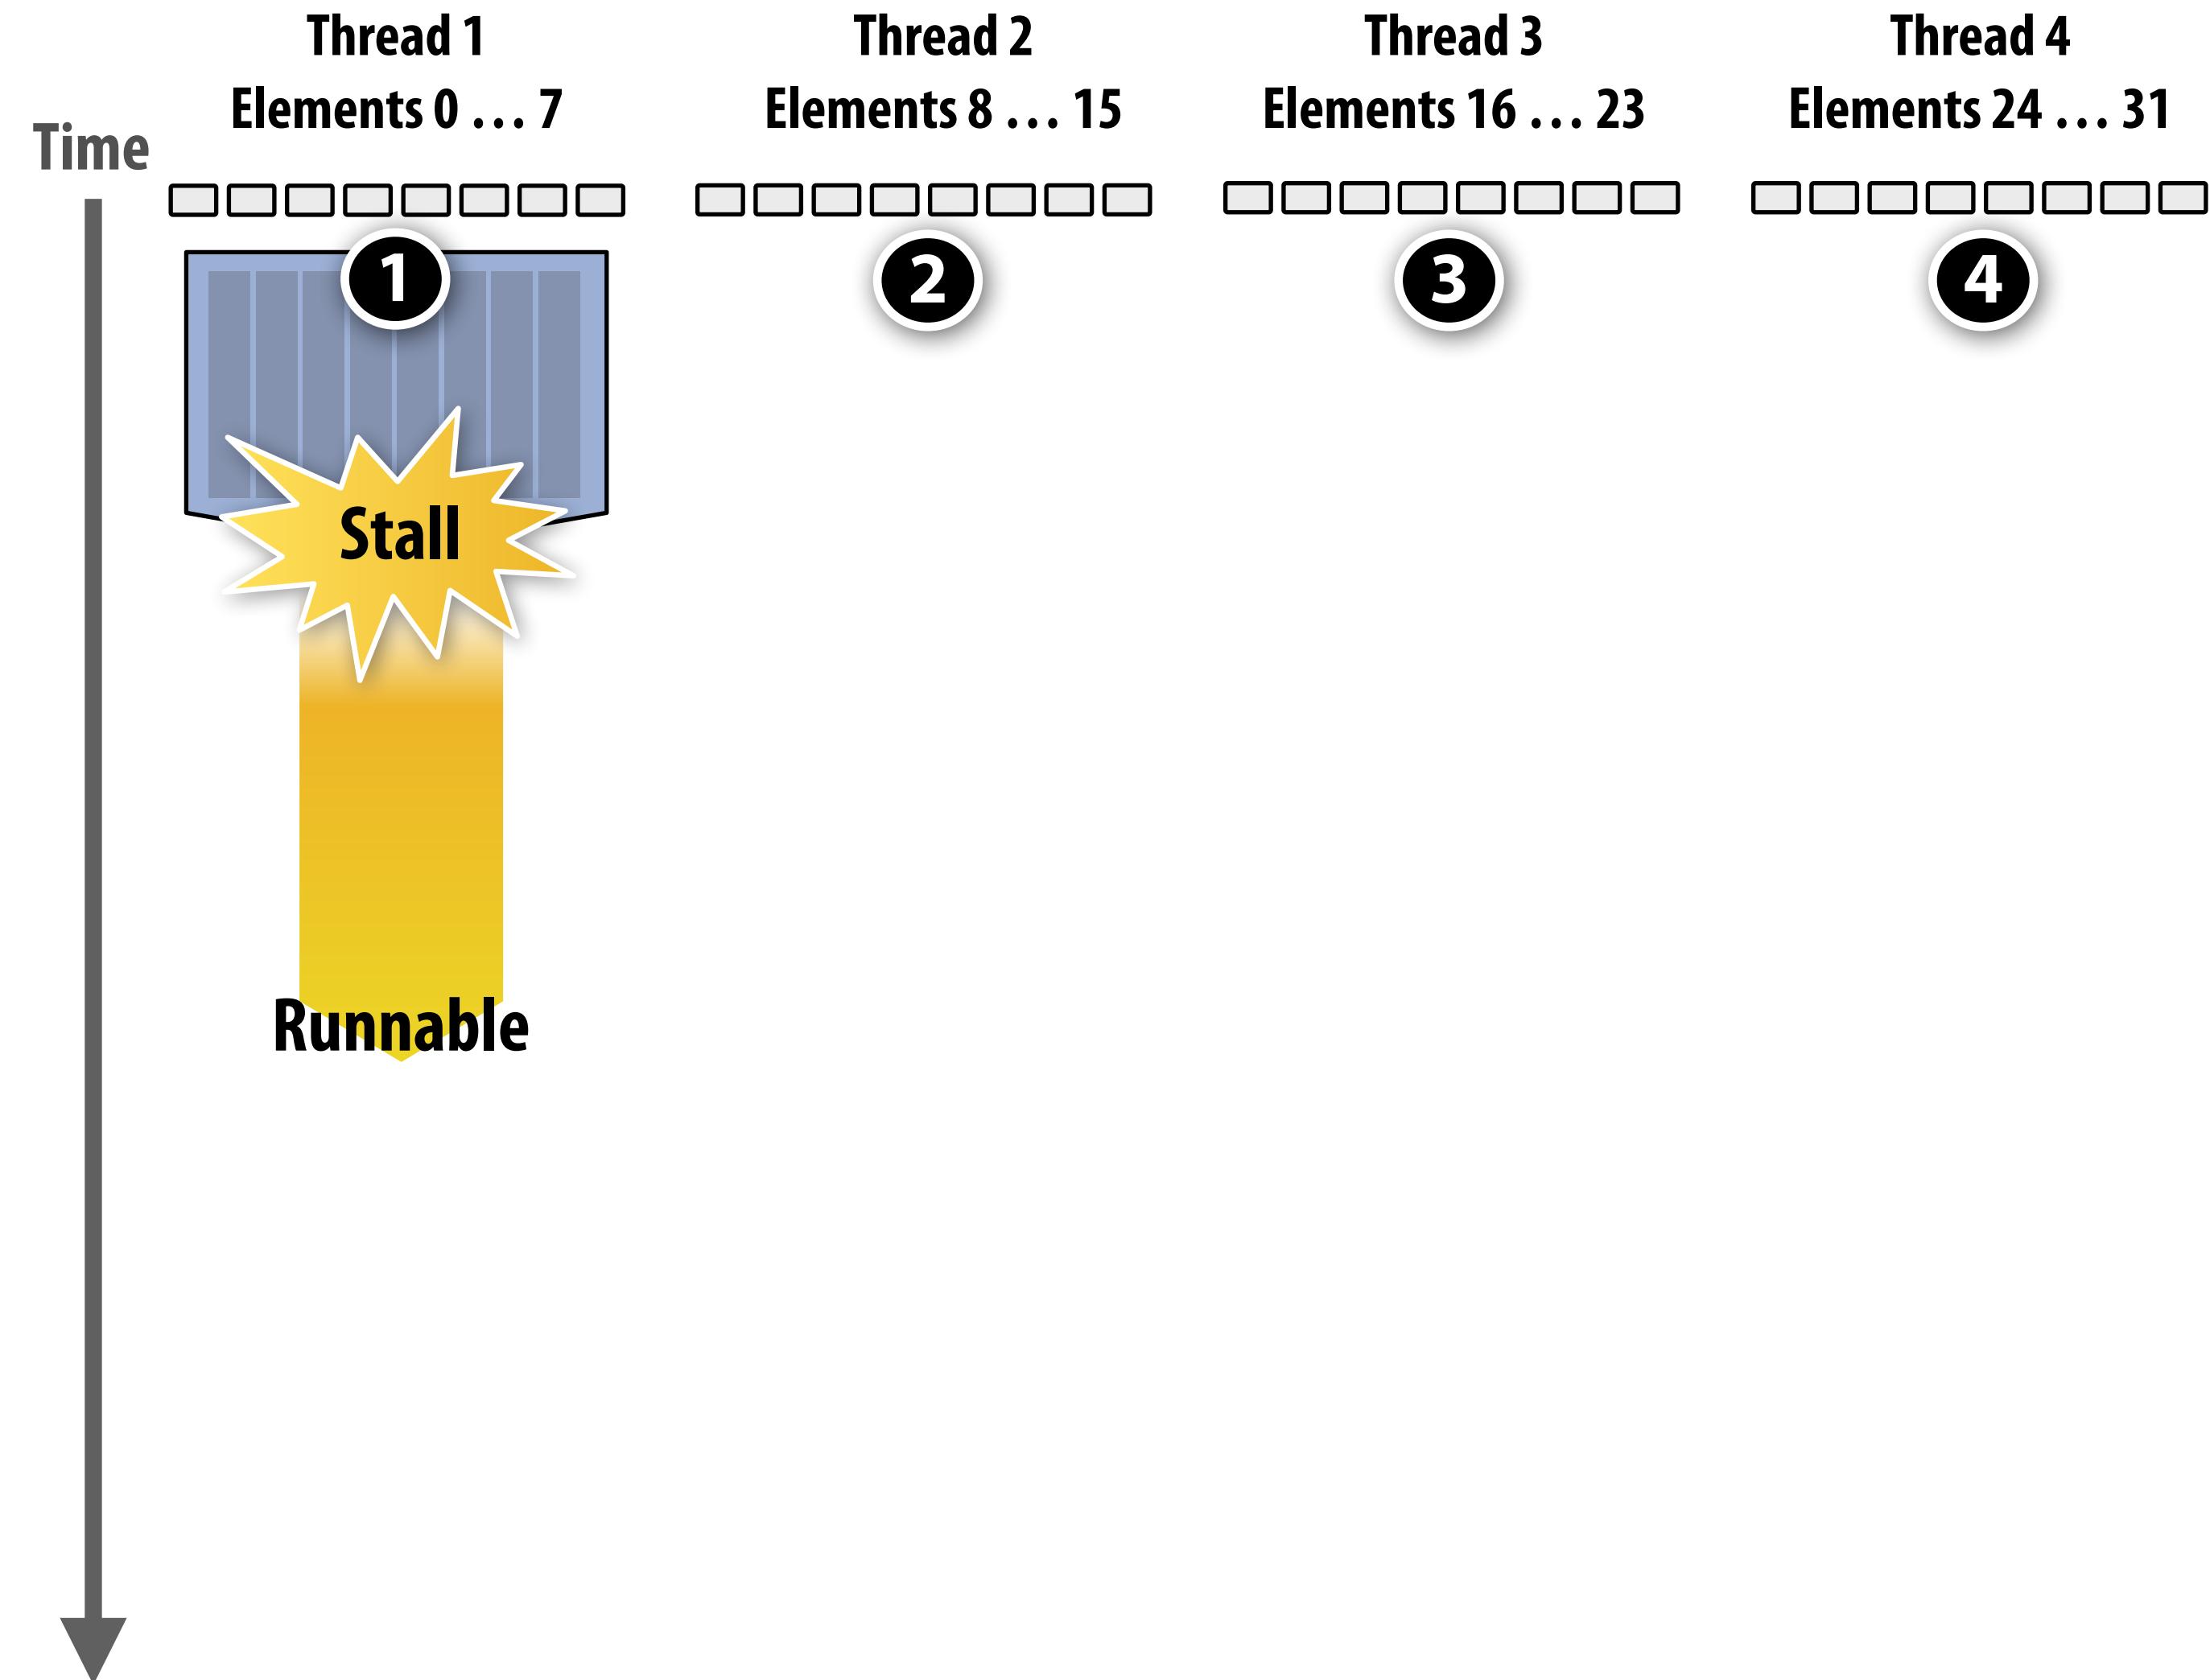 Thread 1
Elements 0 . . . 7
Thread 2
Elements 8 . . . 15
Thread 3
Elements 16 . . . 23
Thread 4
Elements 24 . . . 31
Time
1
2
3
4
Stall
Runnable